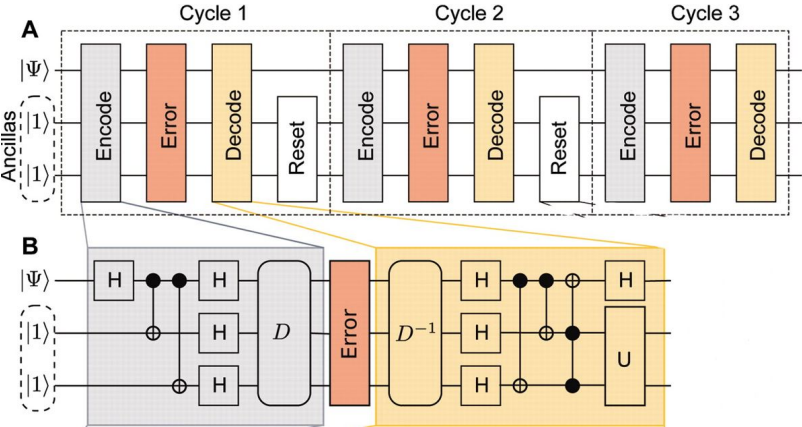 Cycle 1 Cycle 2 Cycle 3
A
|Ψ⟩
Ancillas
|1⟩
|1⟩
Encode Error Decode Reset Encode Error Decode Reset Encode Error Decode
B
|Ψ⟩ H H D Error D⁻¹ H H
|1⟩ H H U
|1⟩ H H